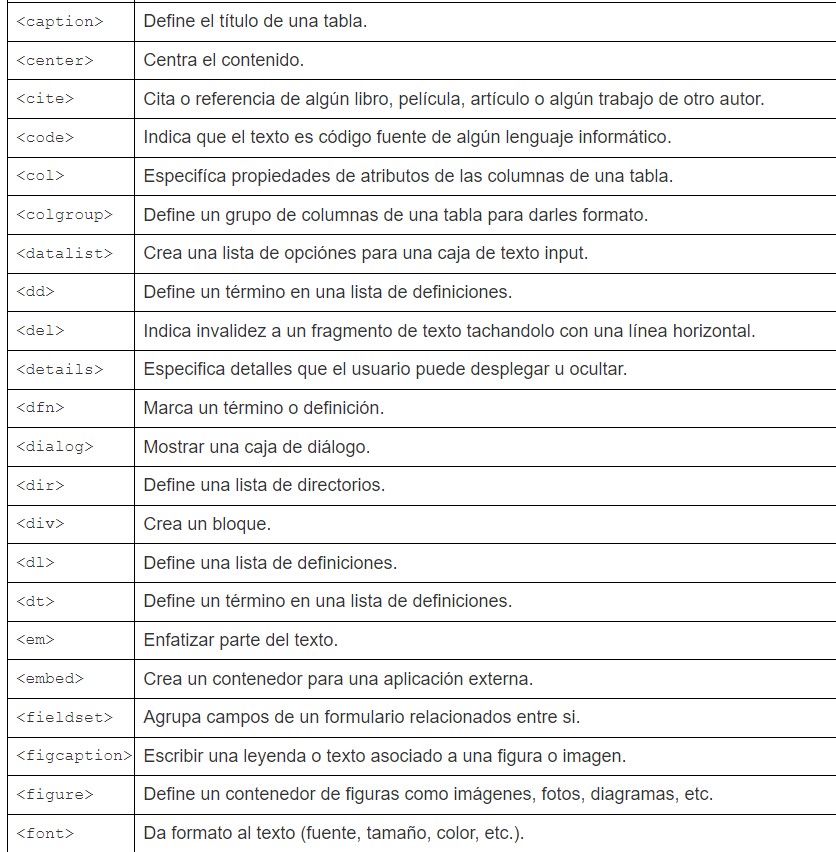 <caption> Define el título de una tabla.
<center> Centra el contenido.
<cite> Cita o referencia de algún libro, película, artículo o algún trabajo de otro autor.
<code> Indica que el texto es código fuente de algún lenguaje informático.
<col> Especifíca propiedades de atributos de las columnas de una tabla.
<colgroup> Define un grupo de columnas de una tabla para darles formato.
<datalist> Crea una lista de opciónes para una caja de texto input.
<dd> Define un término en una lista de definiciones.
<del> Indica invalidez a un fragmento de texto tachandolo con una línea horizontal.
<details> Especifica detalles que el usuario puede desplegar u ocultar.
<dfn> Marca un término o definición.
<dialog> Mostrar una caja de diálogo.
<dir> Define una lista de directorios.
<div> Crea un bloque.
<dl> Define una lista de definiciones.
<dt> Define un término en una lista de definiciones.
<em> Enfatizar parte del texto.
<embed> Crea un contenedor para una aplicación externa.
<fieldset> Agrupa campos de un formulario relacionados entre si.
<figcaption> Escribir una leyenda o texto asociado a una figura o imagen.
<figure> Define un contenedor de figuras como imágenes, fotos, diagramas, etc.
<font> Da formato al texto (fuente, tamaño, color, etc.).